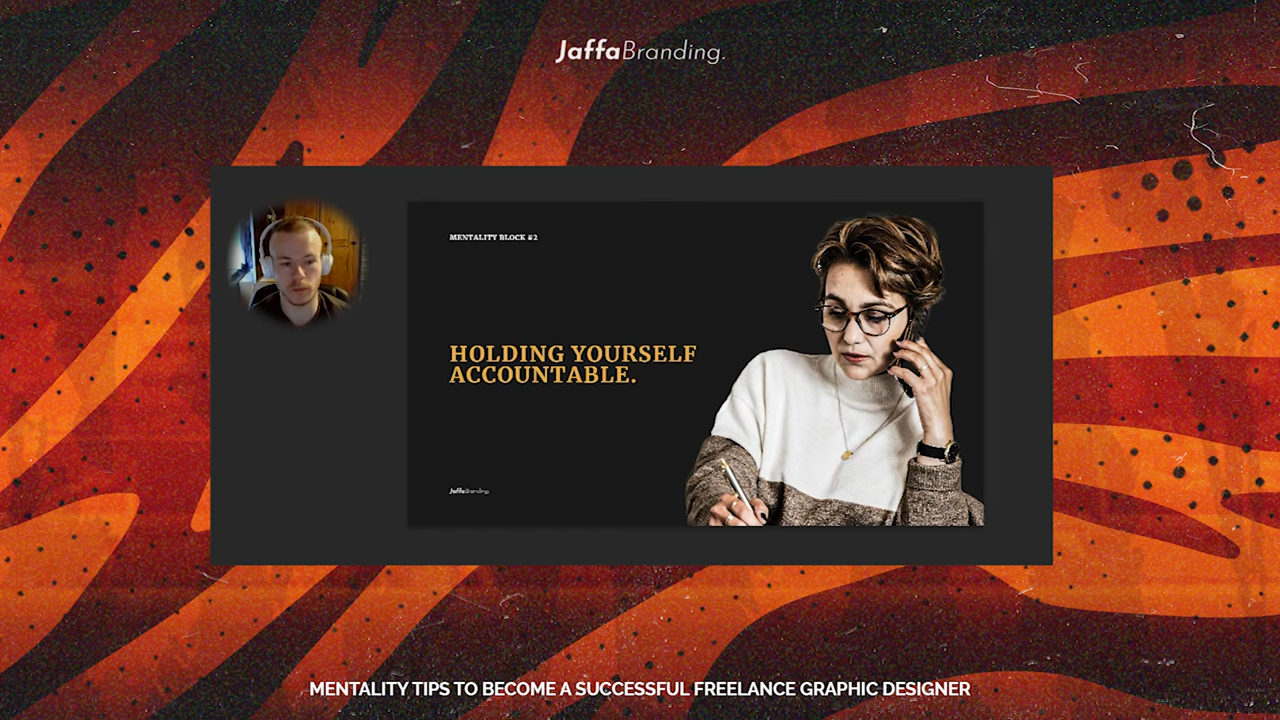 JaffaBranding.
MENTALITY BLOCK #2
HOLDING YOURSELF
ACCOUNTABLE.
JaffaBranding.
MENTALITY TIPS TO BECOME A SUCCESSFUL FREELANCE GRAPHIC DESIGNER